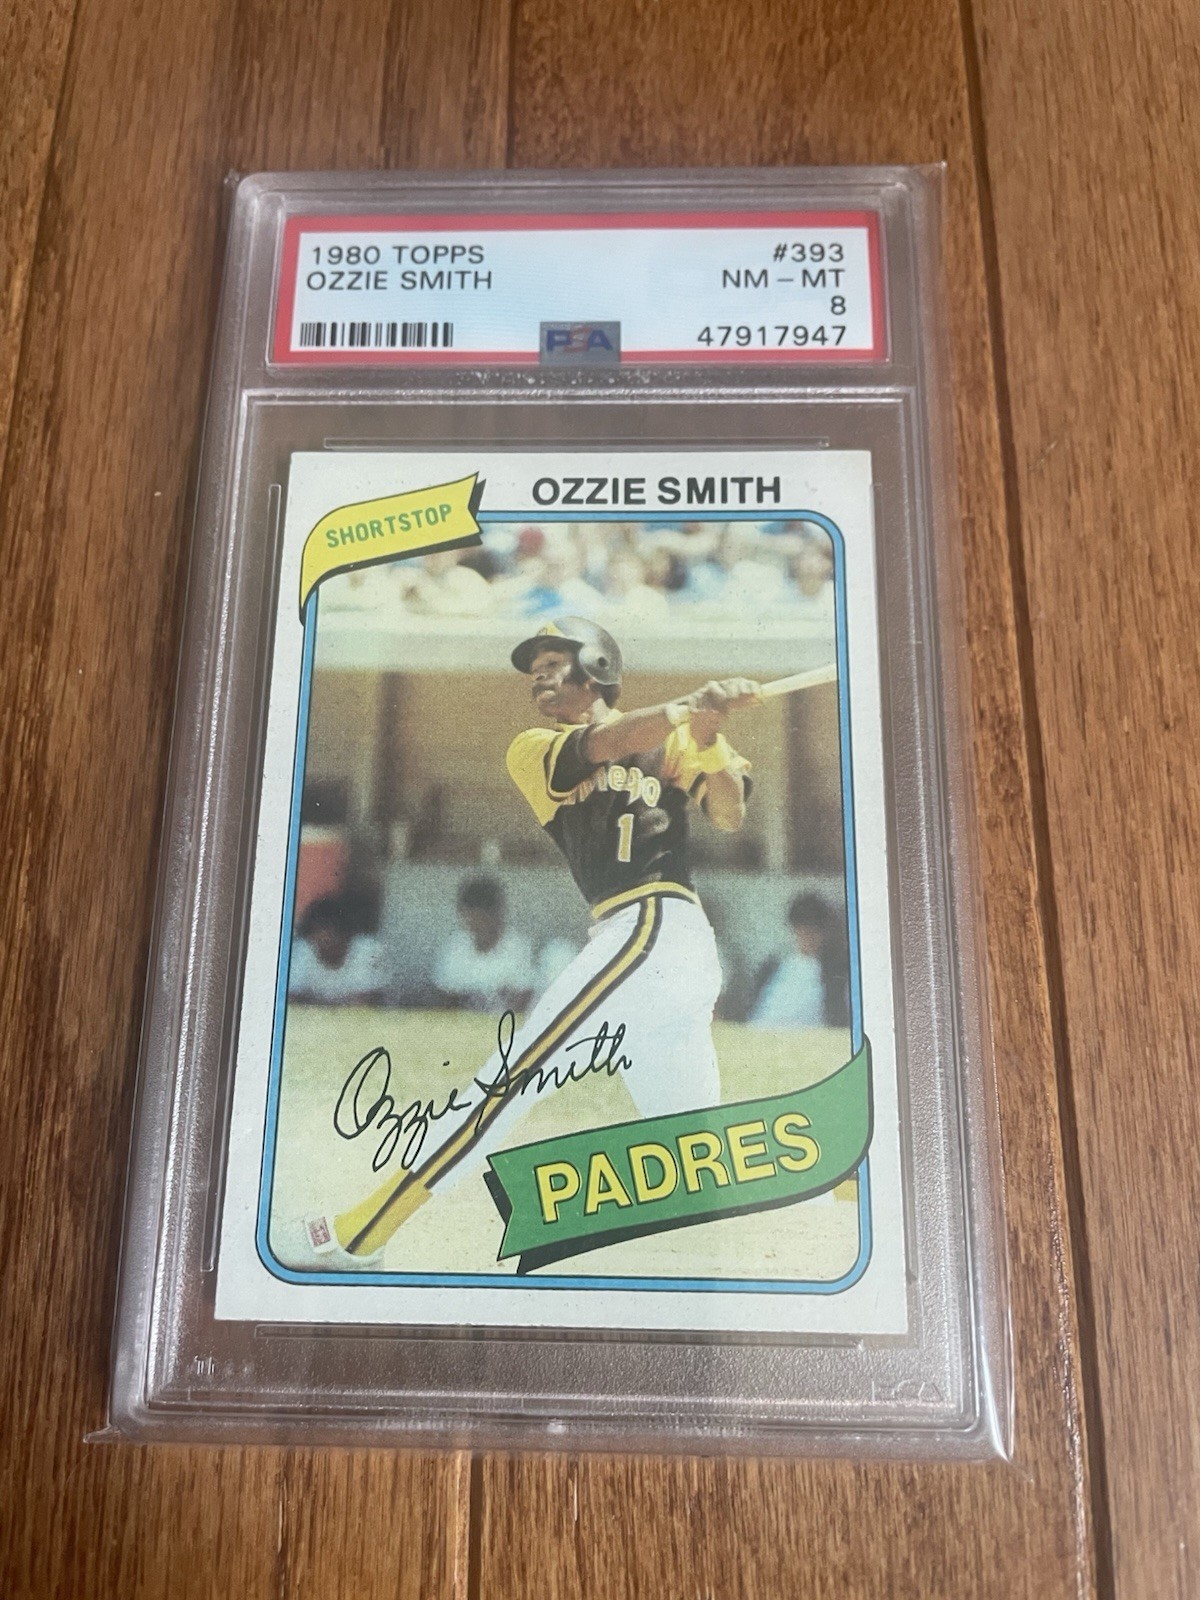 1980 TOPPS #393
OZZIE SMITH NM - MT
8
PSA 47917947
OZZIE SMITH
SHORTSTOP
1
Ozzie Smith
PADRES